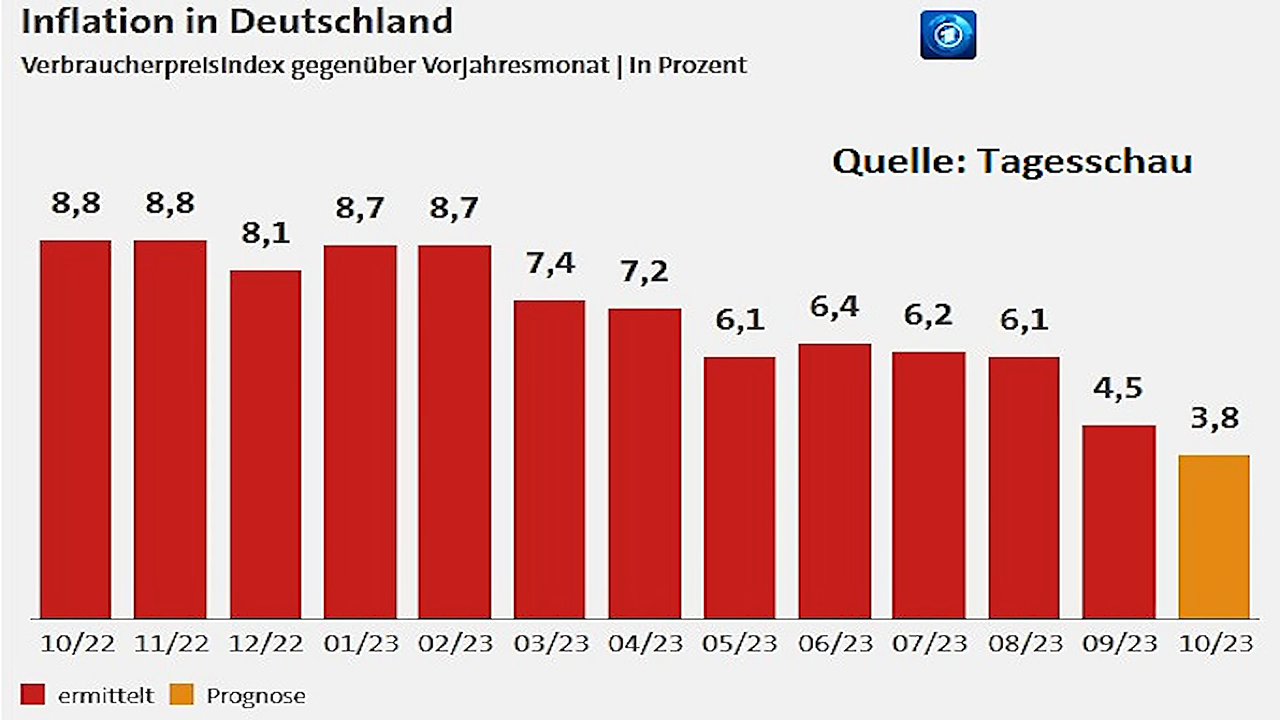 Inflation in Deutschland
Verbraucherpreisindex gegenüber Vorjahresmonat | In Prozent
Quelle: Tagesschau
8,8 8,8 8,1 8,7 8,7 7,4 7,2 6,1 6,4 6,2 6,1 4,5 3,8
10/22 11/22 12/22 01/23 02/23 03/23 04/23 05/23 06/23 07/23 08/23 09/23 10/23
ermittelt Prognose